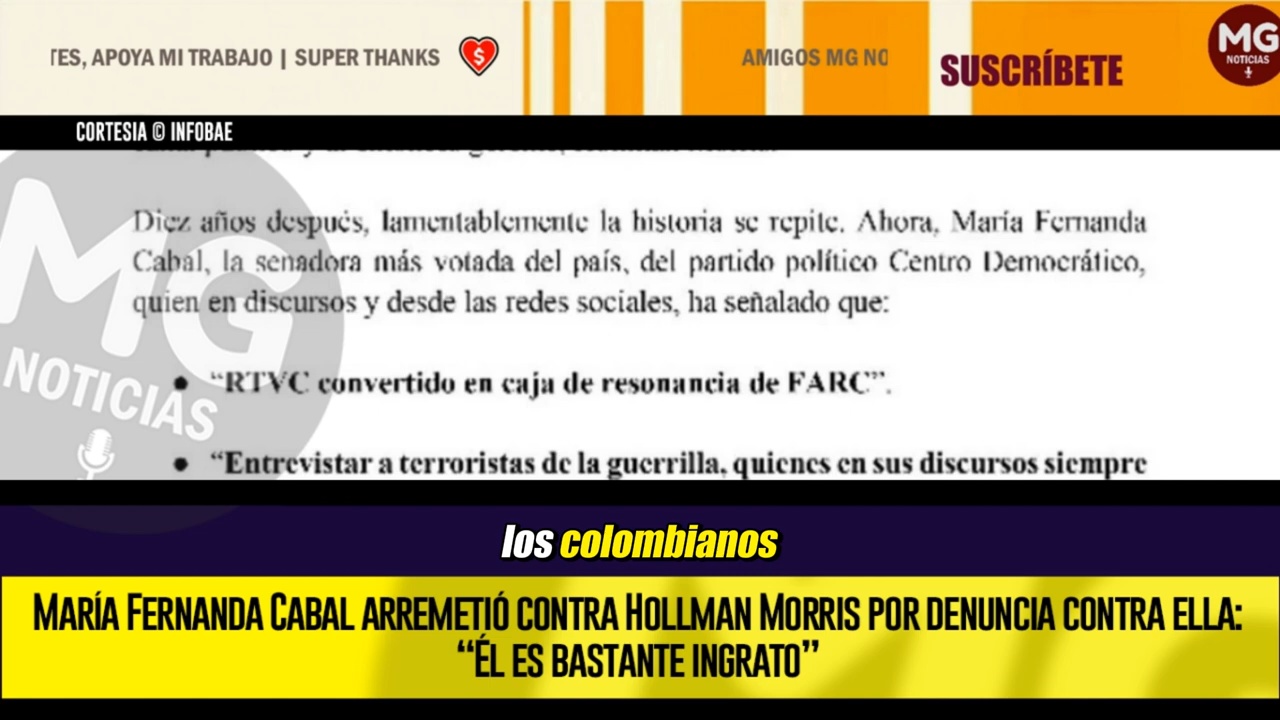 TES, APOYA MI TRABAJO | SUPER THANKS
AMIGOS MG NO
SUSCRÍBETE
MG
NOTICIAS
CORTESIA © INFOBAE
Diez años después, lamentablemente la historia se repite. Ahora, María Fernanda
Cabal, la senadora más votada del país, del partido político Centro Democrático,
quien en discursos y desde las redes sociales, ha señalado que:
• “RTVC convertido en caja de resonancia de FARC”.
• “Entrevistar a terroristas de la guerrilla, quienes en sus discursos siempre
MG
NOTICIAS
los colombianos
MARÍA FERNANDA CABAL ARREMETIÓ CONTRA HOLLMAN MORRIS POR DENUNCIA CONTRA ELLA:
“ÉL ES BASTANTE INGRATO”